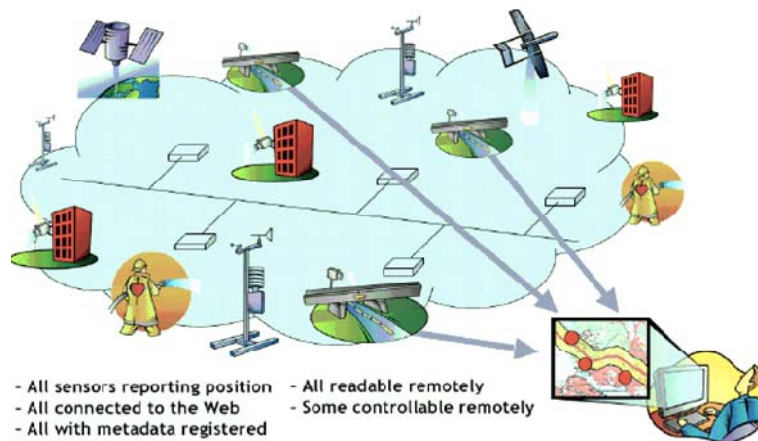 - All sensors reporting position
- All connected to the Web
- All with metadata registered
- All readable remotely
- Some controllable remotely